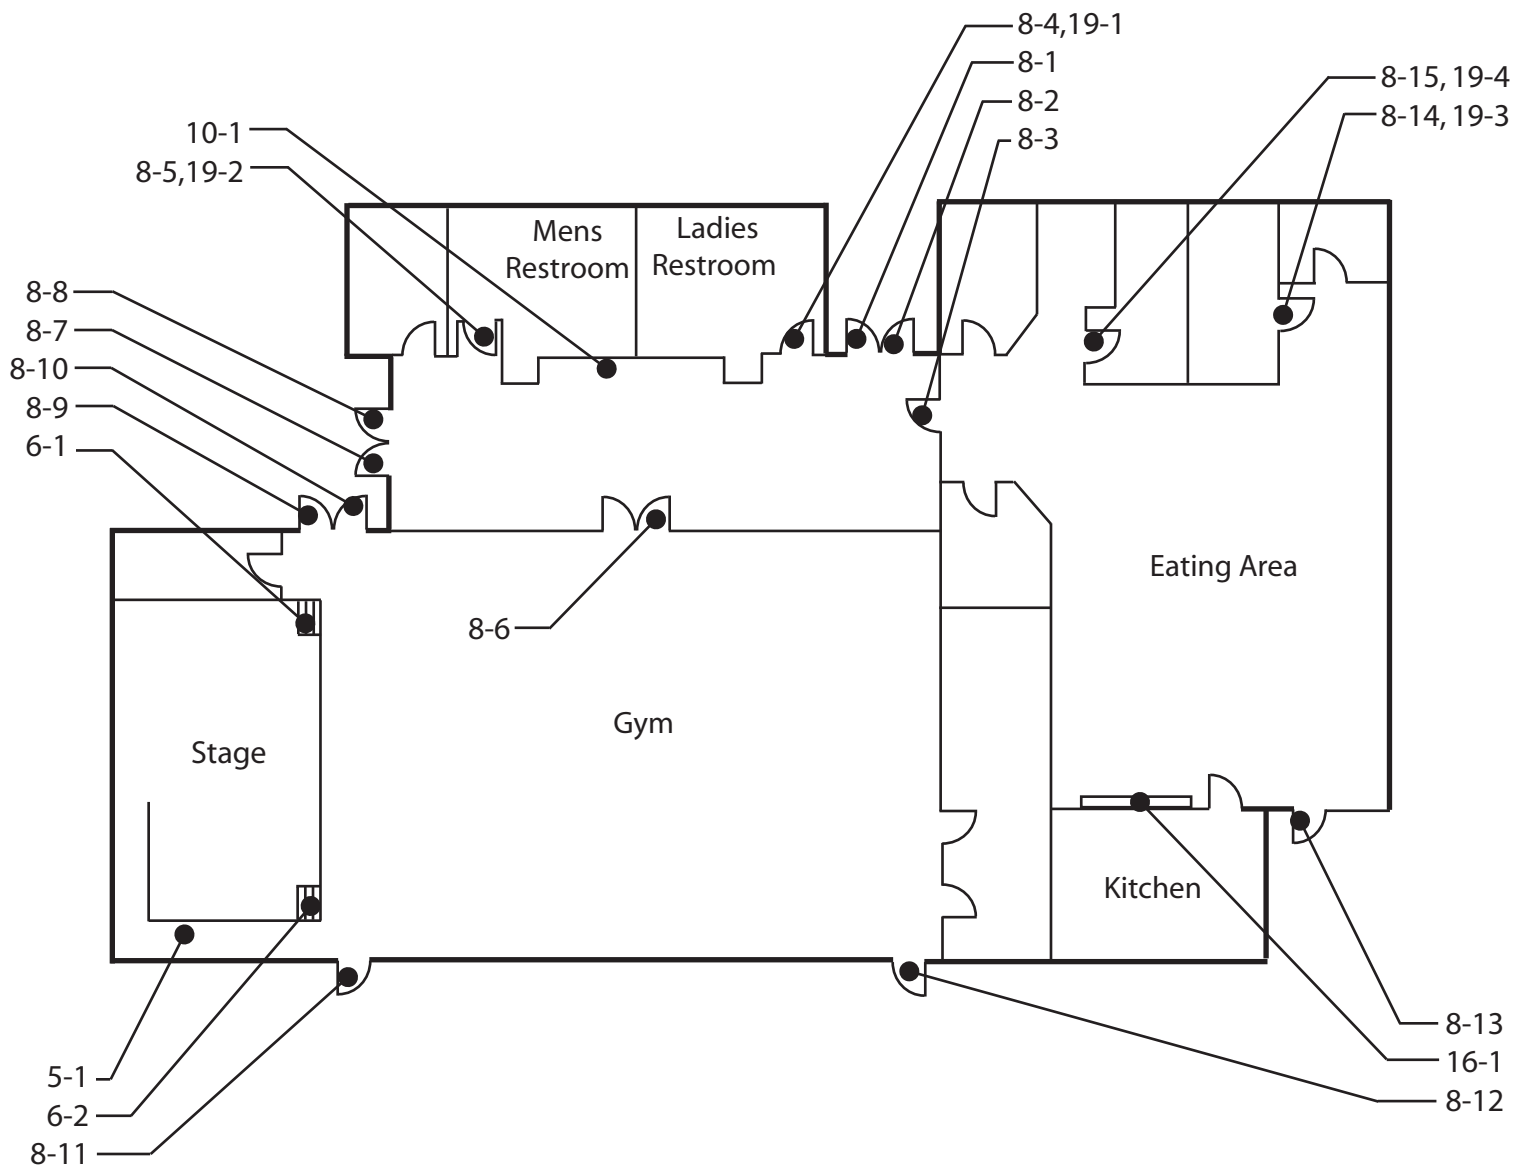 8-4,19-1
8-1
8-2
8-3
8-15, 19-4
8-14, 19-3
10-1
8-5,19-2
Mens
Restroom
Ladies
Restroom
8-8
8-7
8-10
8-9
6-1
8-6
Eating Area
Gym
Stage
Kitchen
8-13
16-1
8-12
5-1
6-2
8-11